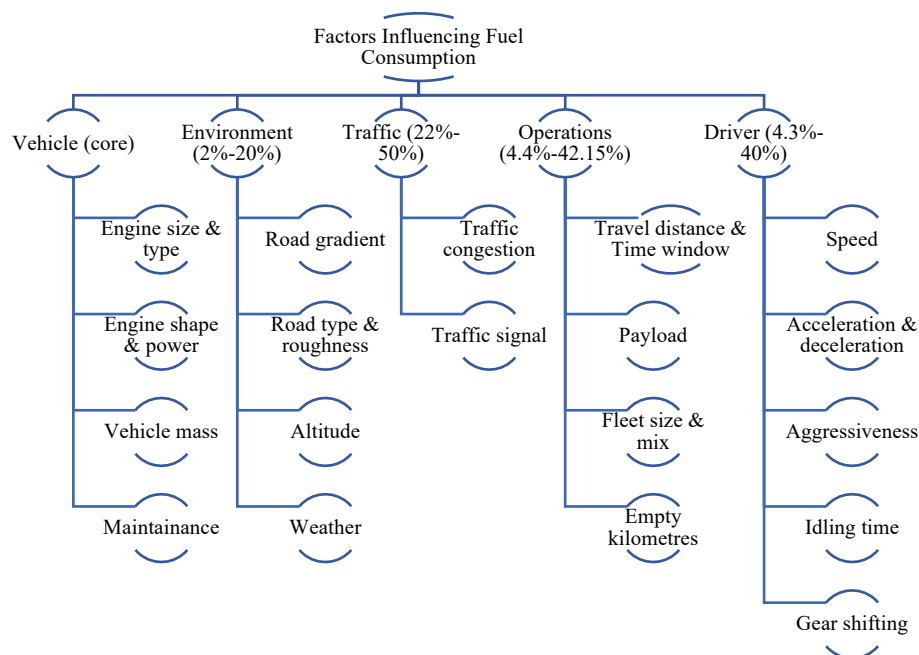 Factors Influencing Fuel
Consumption
Vehicle (core)
Environment
(2%-20%)
Traffic (22%-
50%)
Operations
(4.4%-42.15%)
Driver (4.3%-
40%)
Engine size &
type
Engine shape
& power
Vehicle mass
Maintainance
Road gradient
Road type &
roughness
Altitude
Weather
Traffic
congestion
Traffic signal
Travel distance &
Time window
Payload
Fleet size &
mix
Empty
kilometres
Speed
Acceleration &
deceleration
Aggressiveness
Idling time
Gear shifting